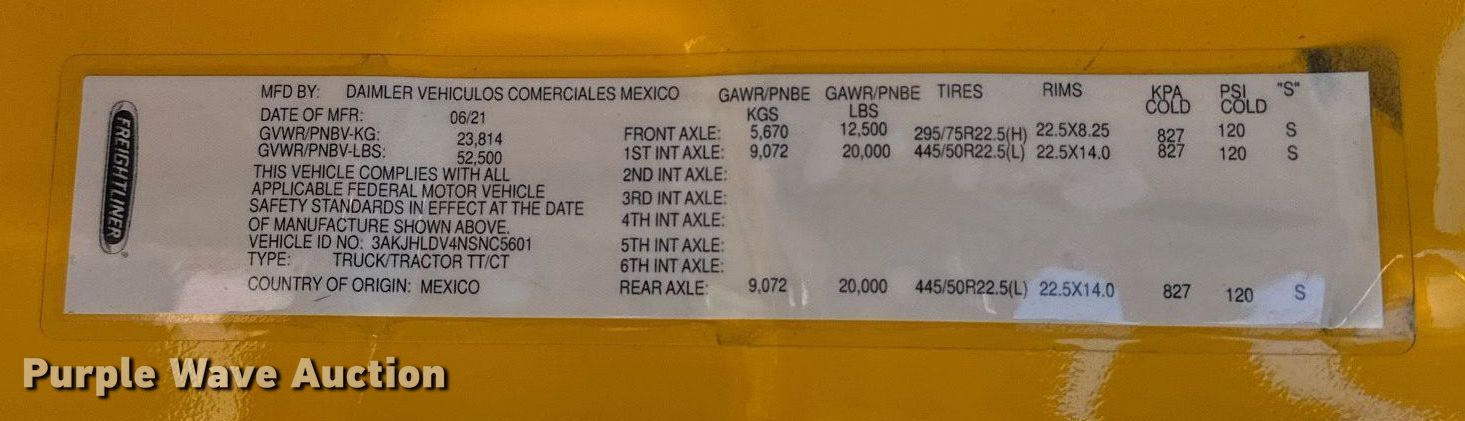 FREIGHTLINER
MFD BY: DAIMLER VEHICULOS COMERCIALES MEXICO
DATE OF MFR: 06/21
GVWR/PNBV-KG: 23,814
GVWR/PNBV-LBS: 52,500
THIS VEHICLE COMPLIES WITH ALL
APPLICABLE FEDERAL MOTOR VEHICLE
SAFETY STANDARDS IN EFFECT AT THE DATE
OF MANUFACTURE SHOWN ABOVE.
VEHICLE ID NO: 3AKJHLDV4NSNC5601
TYPE: TRUCK/TRACTOR TT/CT
COUNTRY OF ORIGIN: MEXICO
GAWR/PNBE GAWR/PNBE TIRES RIMS KPA PSI "S"
KGS LBS COLD COLD
FRONT AXLE: 5,670 12,500 295/75R22.5(H) 22.5X8.25 827 120 S
1ST INT AXLE: 9,072 20,000 445/50R22.5(L) 22.5X14.0 827 120 S
2ND INT AXLE:
3RD INT AXLE:
4TH INT AXLE:
5TH INT AXLE:
6TH INT AXLE:
REAR AXLE: 9,072 20,000 445/50R22.5(L) 22.5X14.0 827 120 S
Purple Wave Auction